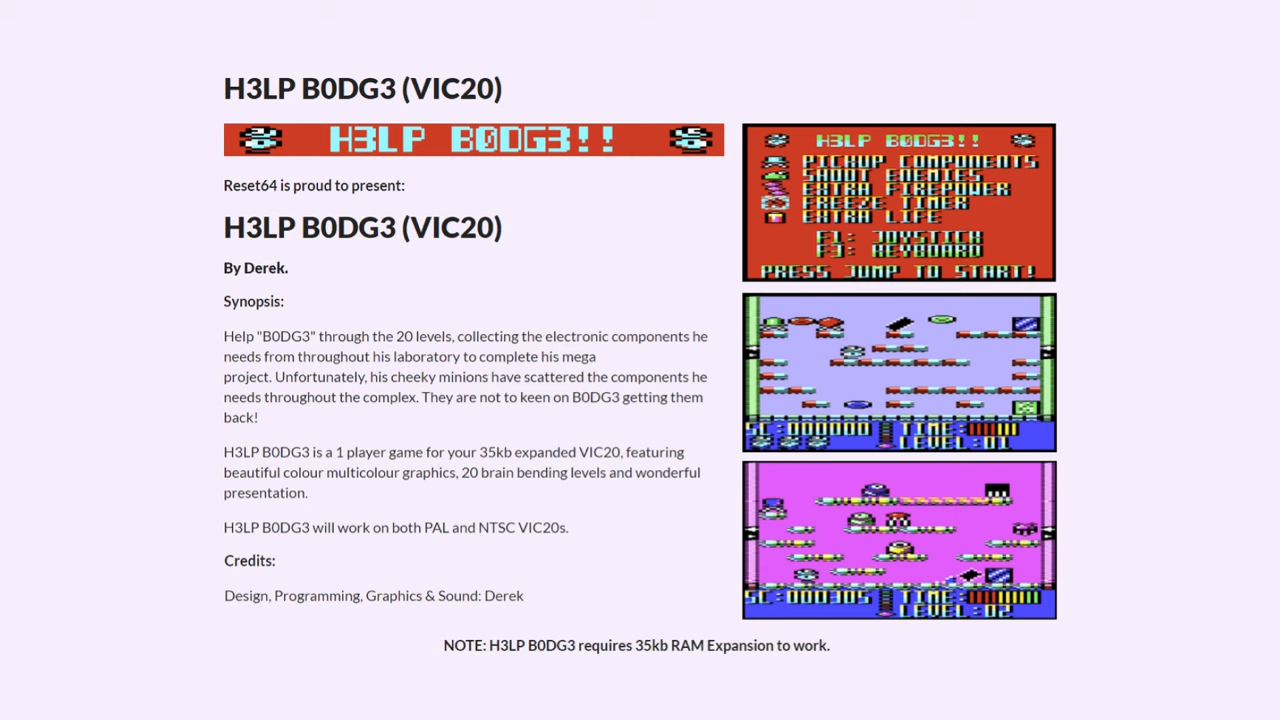 H3LP B0DG3 (VIC20)
H3LP B0DG3!!
Reset64 is proud to present:
H3LP B0DG3 (VIC20)
By Derek.
Synopsis:
Help "B0DG3" through the 20 levels, collecting the electronic components he
needs from throughout his laboratory to complete his mega
project. Unfortunately, his cheeky minions have scattered the components he
needs throughout the complex. They are not to keen on B0DG3 getting them
back!
H3LP B0DG3 is a 1 player game for your 35kb expanded VIC20, featuring
beautiful colour multicolour graphics, 20 brain bending levels and wonderful
presentation.
H3LP B0DG3 will work on both PAL and NTSC VIC20s.
Credits:
Design, Programming, Graphics & Sound: Derek
H3LP B0DG3!!
PICKUP COMPONENTS
SHOOT ENEMIES
EXTRA FIREPOWER
FREEZE TIMER
EXTRA LIFE
F1: JOYSTICK
F3: KEYBOARD
PRESS JUMP TO START!
SC:000000 TIME:
LEVEL:01
SC:000305 TIME:
LEVEL:02
NOTE: H3LP B0DG3 requires 35kb RAM Expansion to work.